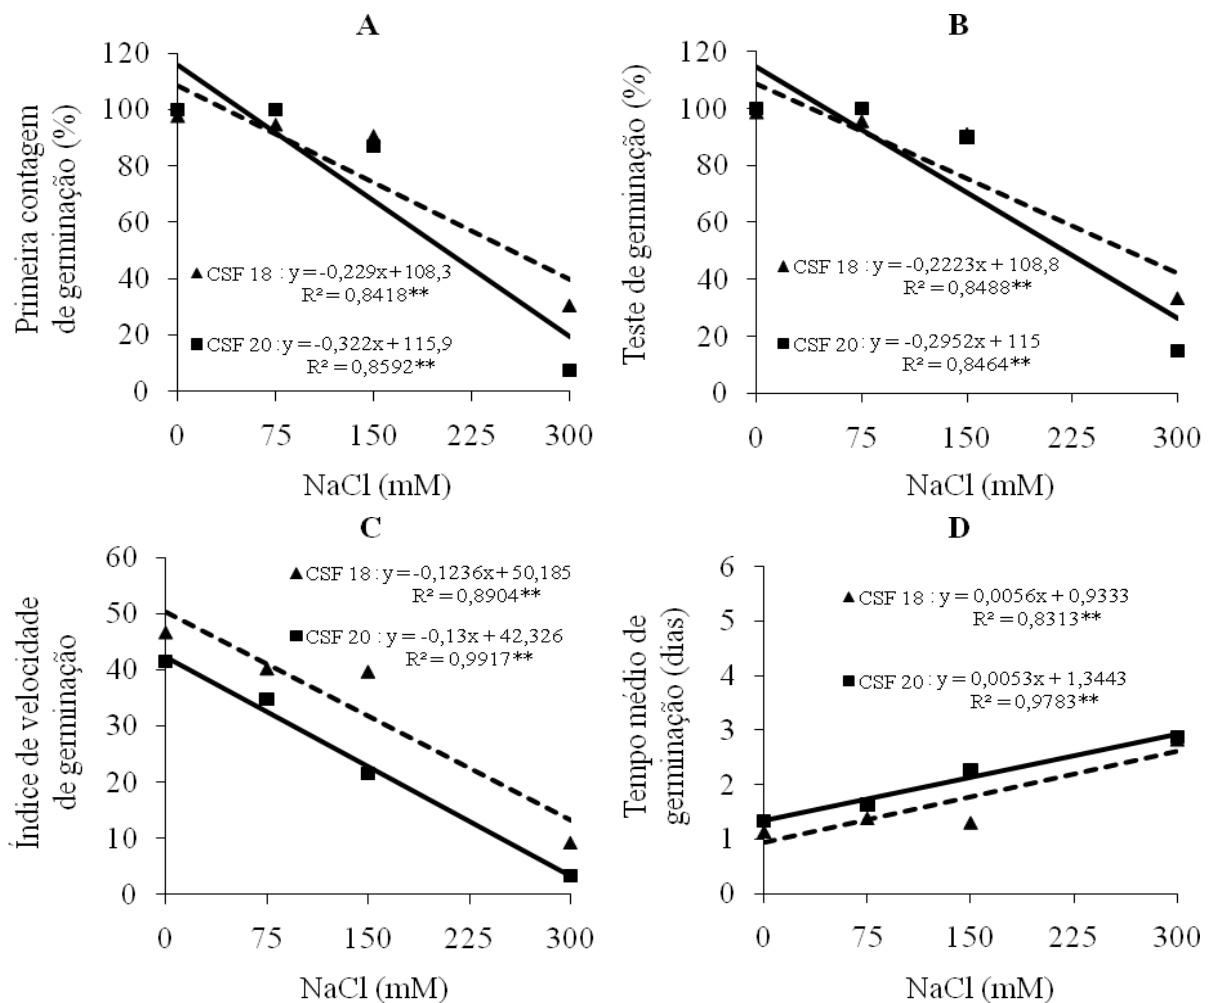 A
Primeira contagem
de germinação (%)
120
100
80
60
40
20
0
CSF 18 : y = -0,229x + 108,3
R² = 0,8418**
CSF 20 : y = -0,322x + 115,9
R² = 0,8592**
0 75 150 225 300
NaCl (mM)
B
Teste de germinação (%)
120
100
80
60
40
20
0
CSF 18 : y = -0,2223x + 108,8
R² = 0,8488**
CSF 20 : y = -0,2952x + 115
R² = 0,8464**
0 75 150 225 300
NaCl (mM)
C
Índice de velocidade
de germinação
60
50
40
30
20
10
0
CSF 18 : y = -0,1236x + 50,185
R² = 0,8904**
CSF 20 : y = -0,13x + 42,326
R² = 0,9917**
0 75 150 225 300
NaCl (mM)
D
Tempo médio de
germinação (dias)
6
5
4
3
2
1
0
CSF 18 : y = 0,0056x + 0,9333
R² = 0,8313**
CSF 20 : y = 0,0053x + 1,3443
R² = 0,9783**
0 75 150 225 300
NaCl (mM)